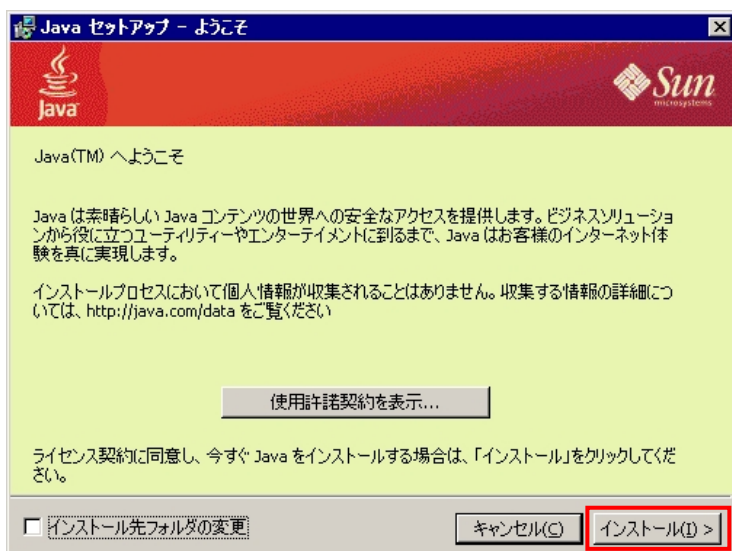 Java セットアップ - ようこそ
Java
Sun
microsystems
Java(TM) へようこそ
Java は素晴らしい Java コンテンツの世界への安全なアクセスを提供します。ビジネスソリューショ
ンから役に立つユーティリティーやエンターテイメントに到るまで、Java はお客様のインターネット体
験を真に実現します。
インストールプロセスにおいて個人情報が収集されることはありません。収集する情報の詳細につ
いては、http://java.com/data をご覧ください
使用許諾契約を表示...
ライセンス契約に同意し、今すぐ Java をインストールする場合は、「インストール」をクリックしてくだ
さい。
インストール先フォルダの変更
キャンセル(C)
インストール(I) >